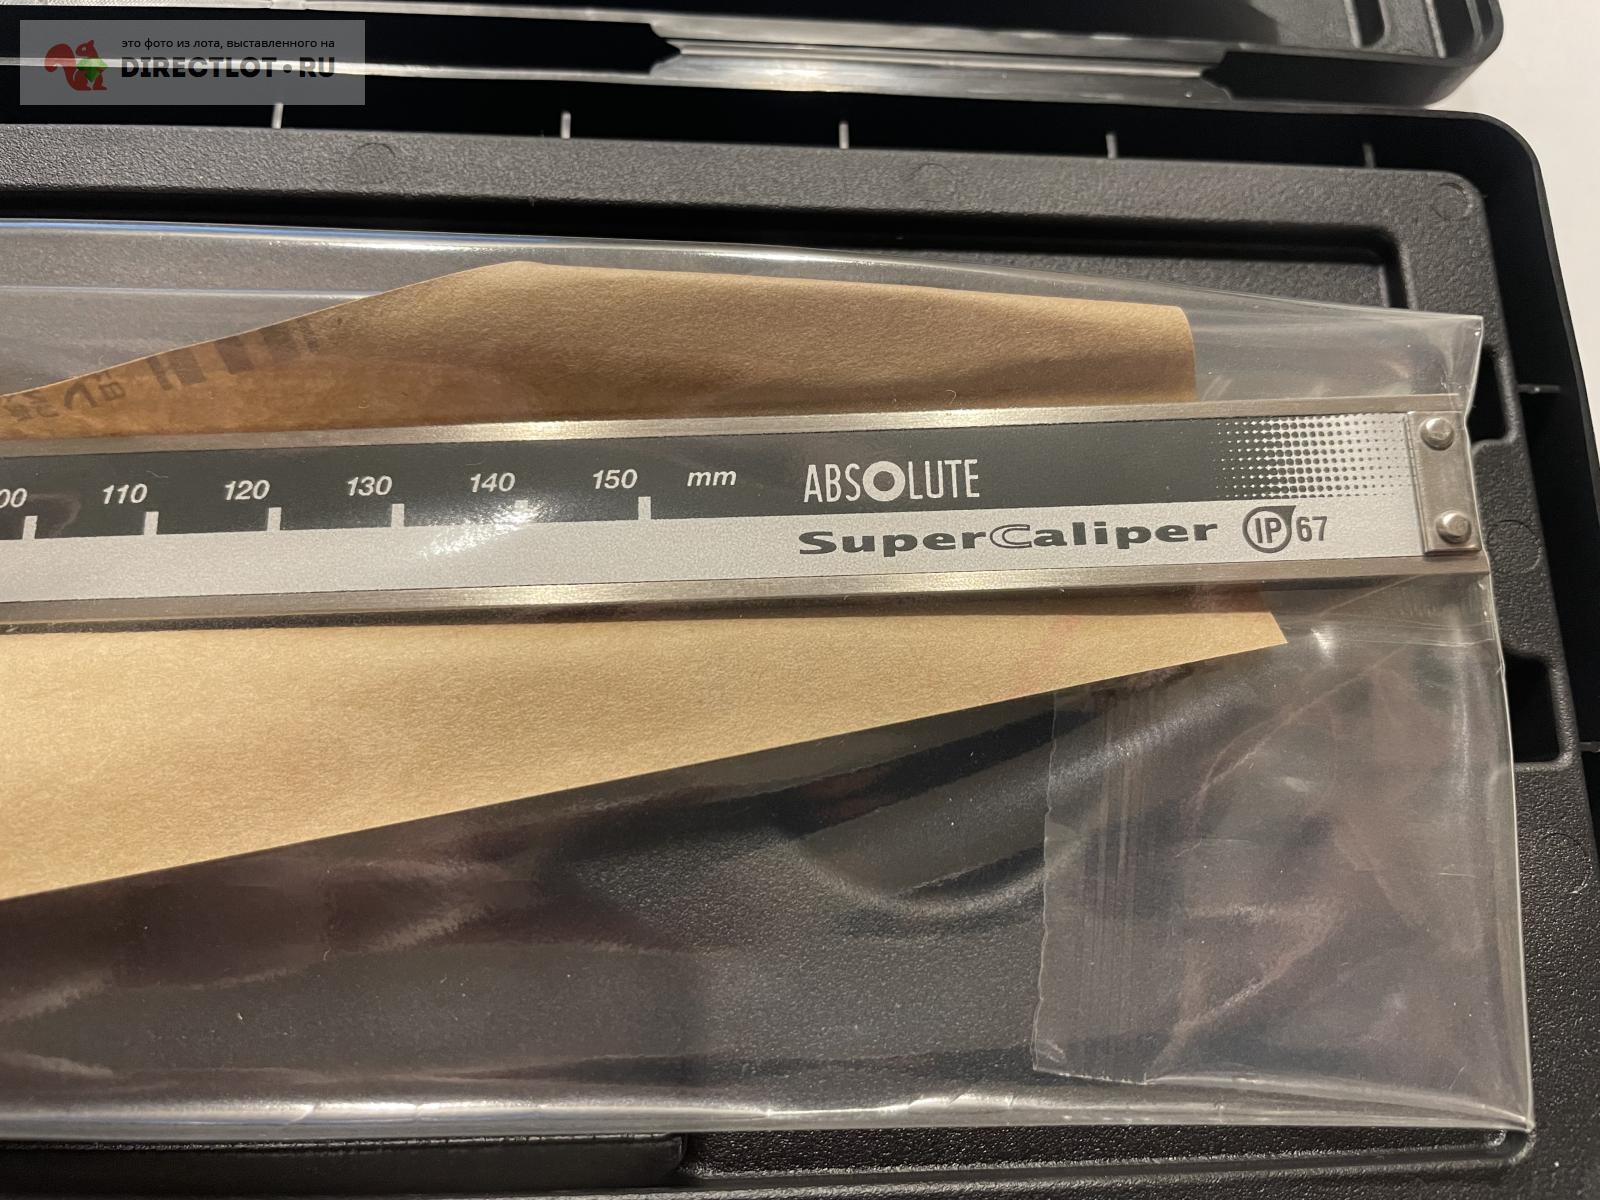 это фото из лота, выставленного на
DIRECTLOT.RU
110 120 130 140 150 mm
ABSOLUTE
SuperCaliper IP67